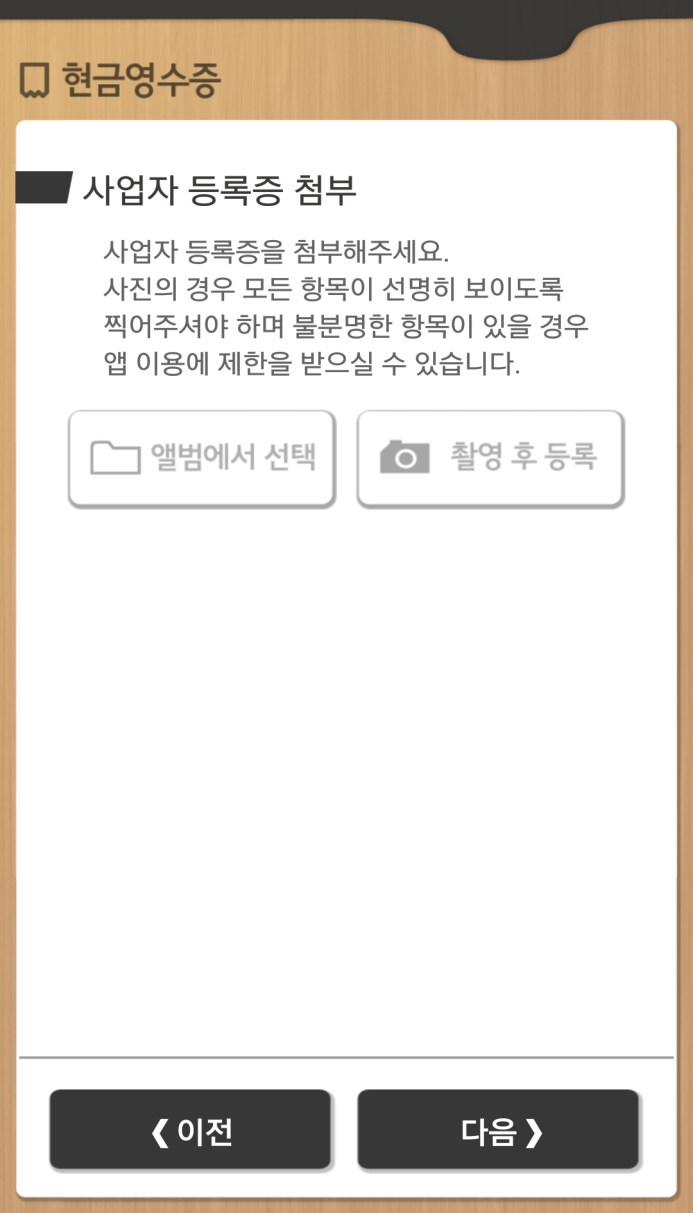 현금영수증
사업자 등록증 첨부
사업자 등록증을 첨부해주세요.
사진의 경우 모든 항목이 선명히 보이도록
찍어주셔야 하며 불분명한 항목이 있을 경우
앱 이용에 제한을 받으실 수 있습니다.
앨범에서 선택
촬영 후 등록
❮ 이전
다음 ❯